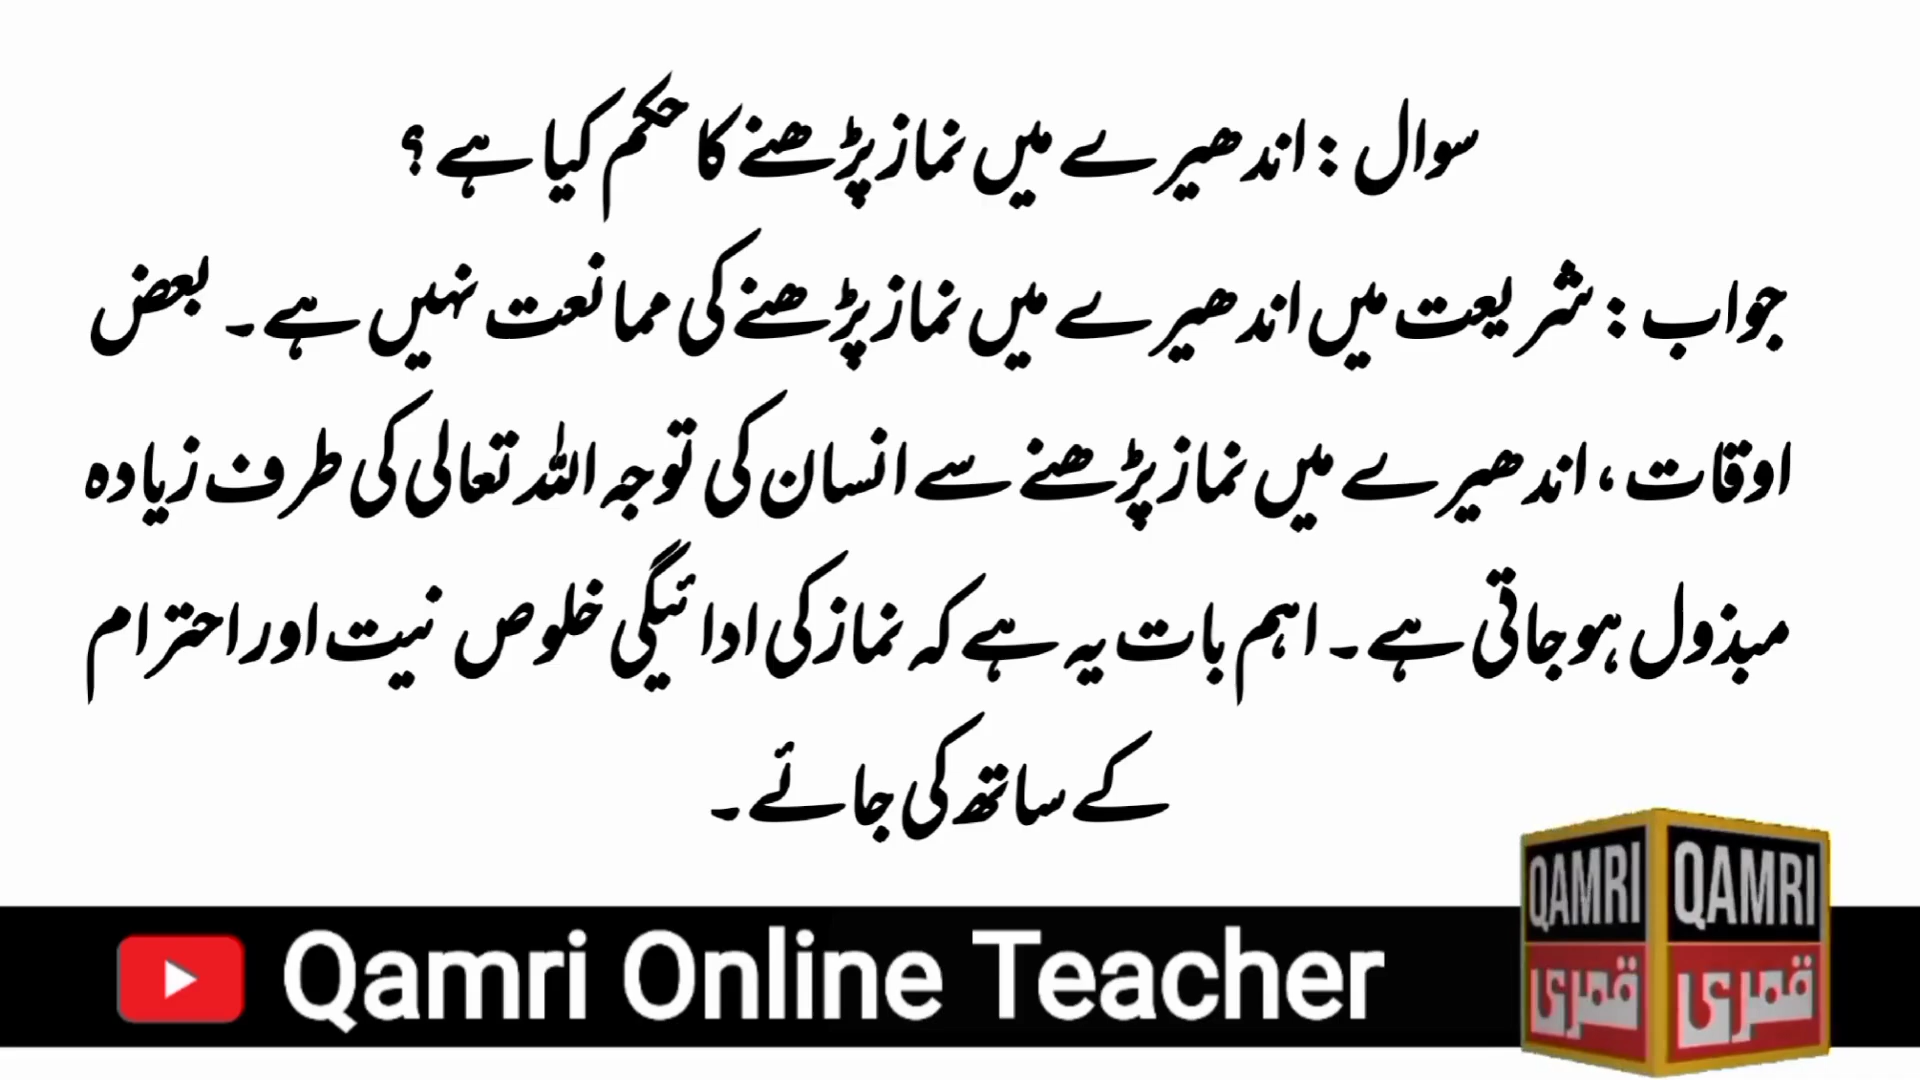 سوال : اندھیرے میں نماز پڑھنے کا حکم کیا ہے ؟
جواب : شریعت میں اندھیرے میں نماز پڑھنے کی ممانعت نہیں ہے ۔ بعض
اوقات ، اندھیرے میں نماز پڑھنے سے انسان کی توجہ اللہ تعالی کی طرف زیادہ
مبذول ہو جاتی ہے ۔ اہم بات یہ ہے کہ نماز کی ادائیگی خلوص نیت اور احترام
کے ساتھ کی جائے ۔
QAMRI QAMRI
قمری قمری
Qamri Online Teacher